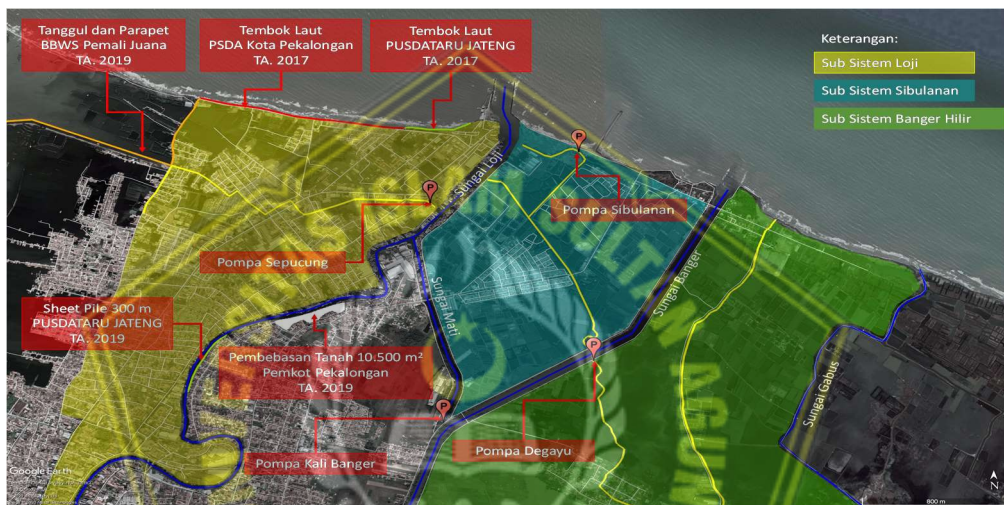 Tanggul dan Parapet
BBWS Pemali Juana
TA. 2019
Tembok Laut
PSDA Kota Pekalongan
TA. 2017
Tembok Laut
PUSDATARU JATENG
TA. 2017
Keterangan:
Sub Sistem Loji
Sub Sistem Sibulanan
Sub Sistem Banger Hilir
P
Sungai Loji
P
Pompa Sibulanan
Pompa Sepucung
Sungai Mati
Sungai Banger
Sheet Pile 300 m
PUSDATARU JATENG
TA. 2019
Pembebasan Tanah 10.500 m²
Pemkot Pekalongan
TA. 2019
P
Sungai Gabus
P
Pompa Kali Banger
Pompa Degayu
Google Earth
N
800 m
ISLAM SULTAN AGUNG